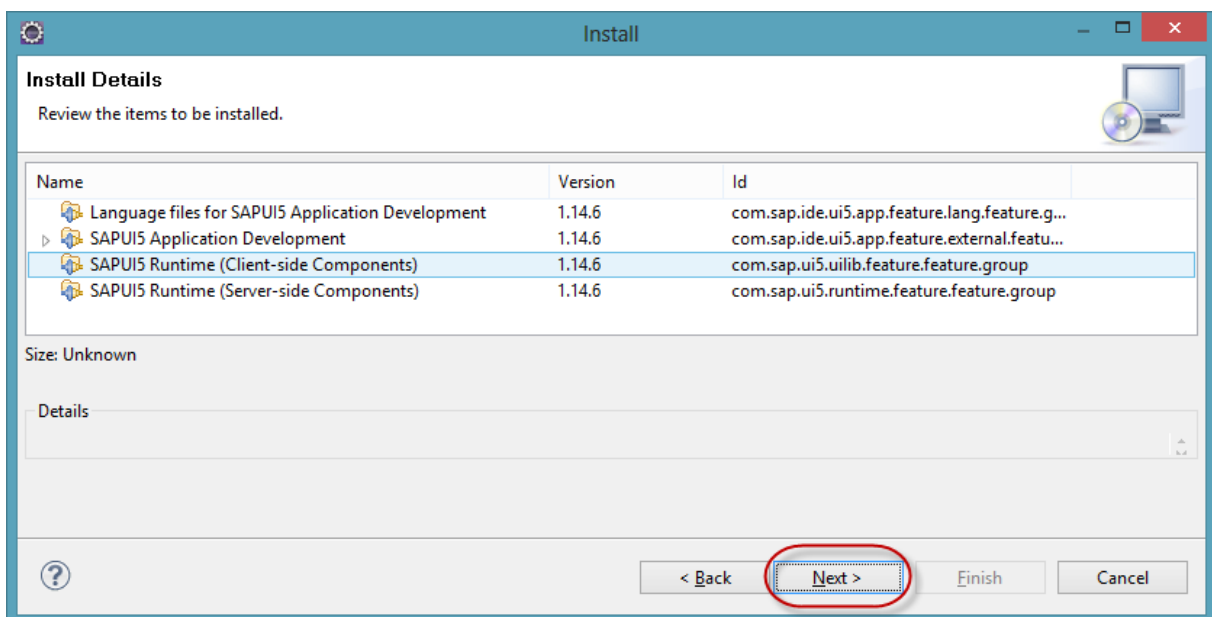 Install
Install Details
Review the items to be installed.
Name Version Id
Language files for SAPUI5 Application Development 1.14.6 com.sap.ide.ui5.app.feature.lang.feature.g...
SAPUI5 Application Development 1.14.6 com.sap.ide.ui5.app.feature.external.featu...
SAPUI5 Runtime (Client-side Components) 1.14.6 com.sap.ui5.uilib.feature.feature.group
SAPUI5 Runtime (Server-side Components) 1.14.6 com.sap.ui5.runtime.feature.feature.group
Size: Unknown
Details
? < Back Next > Finish Cancel